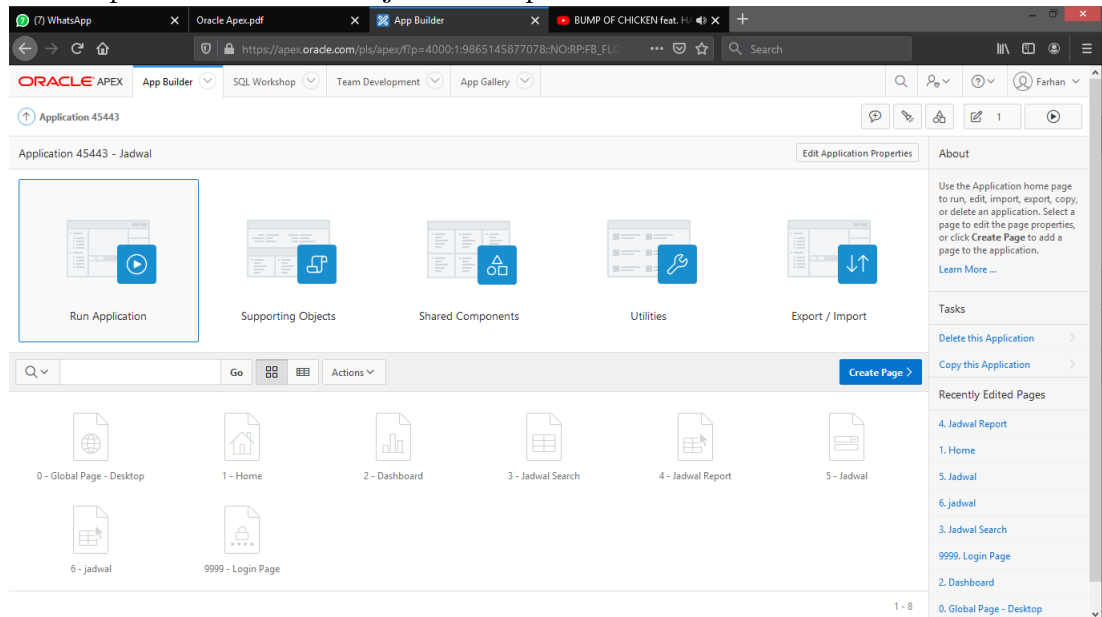 (7) WhatsApp
Oracle Apex.pdf
App Builder
BUMP OF CHICKEN feat. H
https://apex.oracle.com/pls/apex/f?p=4000:1:9865145877078::NO:RP:FB_FLO
Search
ORACLE APEX
App Builder
SQL Workshop
Team Development
App Gallery
Farhan
Application 45443
1
Application 45443 - Jadwal
Edit Application Properties
About
Use the Application home page
to run, edit, import, export, copy,
or delete an application. Select a
page to edit the page properties,
or click Create Page to add a
page to the application.
Learn More ...
Run Application
Supporting Objects
Shared Components
Utilities
Export / Import
Tasks
Delete this Application
Copy this Application
Go
Actions
Create Page
Recently Edited Pages
4. Jadwal Report
1. Home
5. Jadwal
6. jadwal
3. Jadwal Search
9999. Login Page
2. Dashboard
0. Global Page - Desktop
0 - Global Page - Desktop
1 - Home
2 - Dashboard
3 - Jadwal Search
4 - Jadwal Report
5 - Jadwal
6 - jadwal
9999 - Login Page
1 - 8